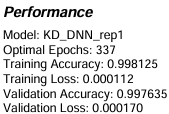 Performance
Model: KD_DNN_rep1
Optimal Epochs: 337
Training Accuracy: 0.998125
Training Loss: 0.000112
Validation Accuracy: 0.997635
Validation Loss: 0.000170